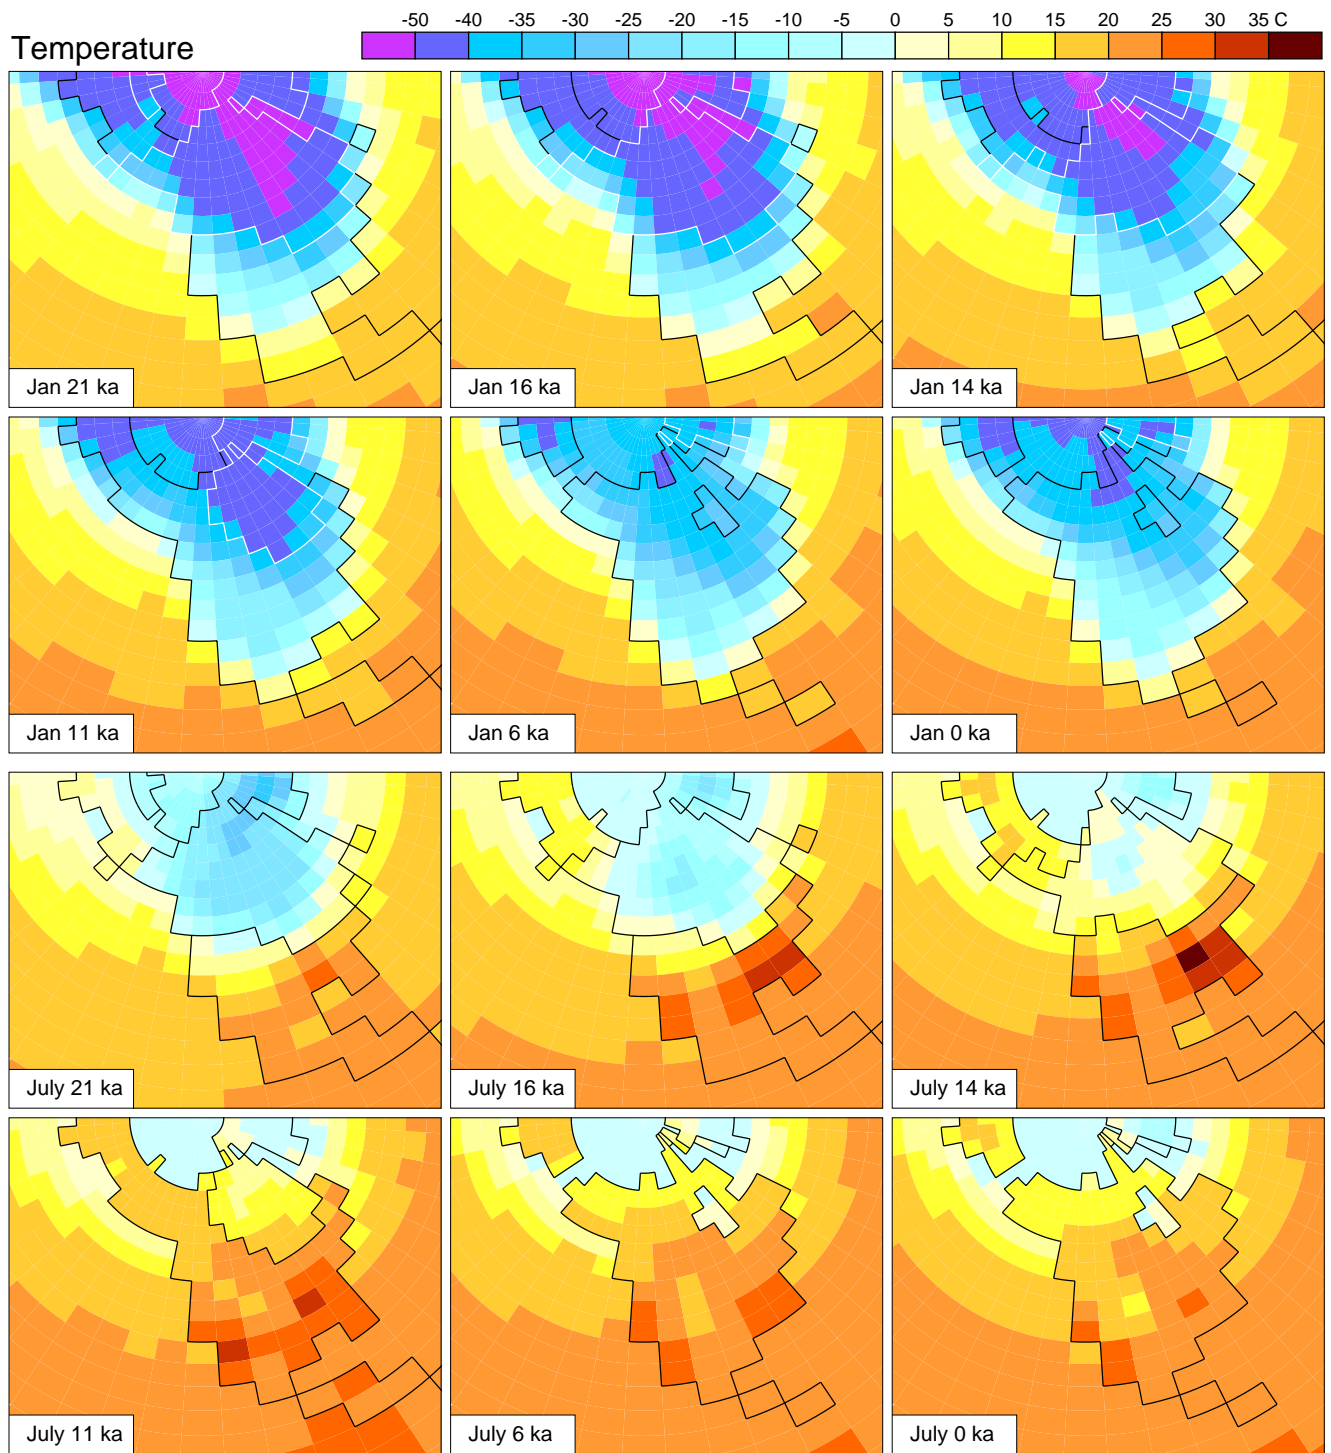 -50 -40 -35 -30 -25 -20 -15 -10 -5 0 5 10 15 20 25 30 35 C
Temperature
Jan 21 ka Jan 16 ka Jan 14 ka
Jan 11 ka Jan 6 ka Jan 0 ka
July 21 ka July 16 ka July 14 ka
July 11 ka July 6 ka July 0 ka